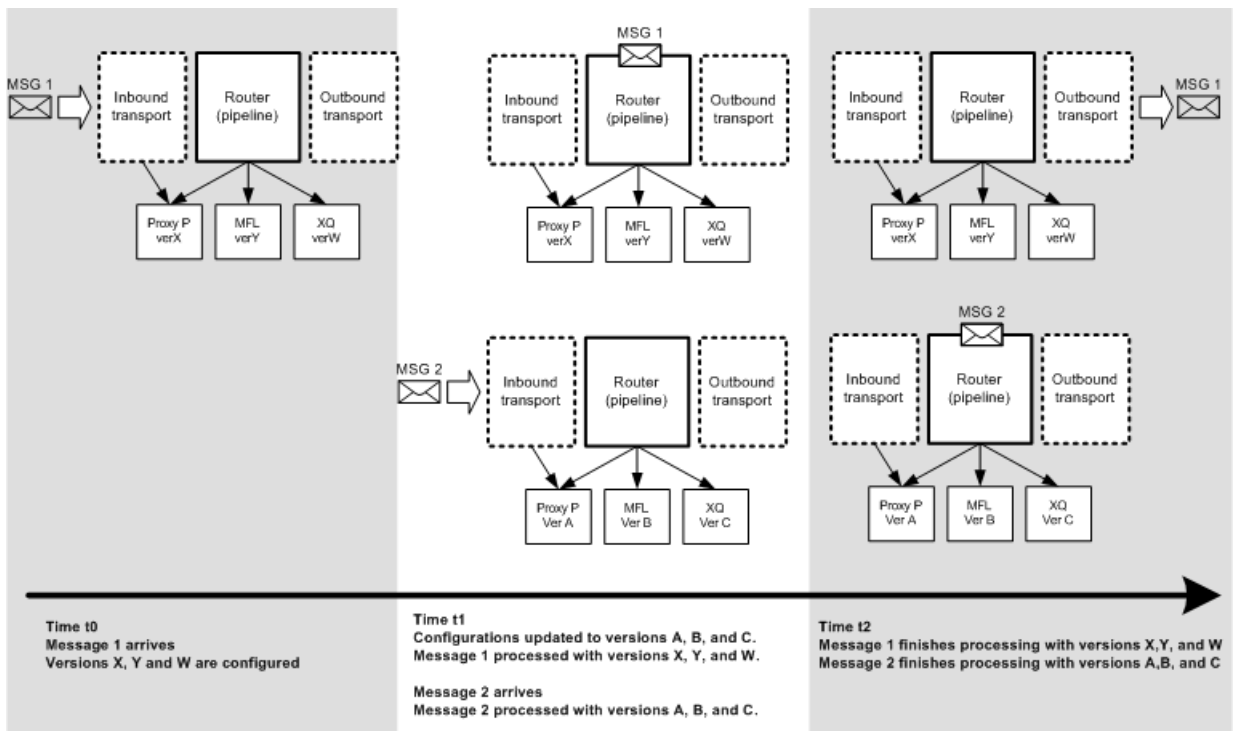 MSG 1
Inbound
transport
Router
(pipeline)
Outbound
transport
Proxy P
verX
MFL
verY
XQ
verW
MSG 1
Inbound
transport
Router
(pipeline)
Outbound
transport
Proxy P
verX
MFL
verY
XQ
verW
Inbound
transport
Router
(pipeline)
Outbound
transport
MSG 1
Proxy P
verX
MFL
verY
XQ
verW
MSG 2
Inbound
transport
Router
(pipeline)
Outbound
transport
Proxy P
Ver A
MFL
Ver B
XQ
Ver C
MSG 2
Inbound
transport
Router
(pipeline)
Outbound
transport
Proxy P
Ver A
MFL
Ver B
XQ
Ver C
Time t0
Message 1 arrives
Versions X, Y and W are configured
Time t1
Configurations updated to versions A, B, and C.
Message 1 processed with versions X, Y, and W.
Message 2 arrives
Message 2 processed with versions A, B, and C.
Time t2
Message 1 finishes processing with versions X,Y, and W
Message 2 finishes processing with versions A,B, and C